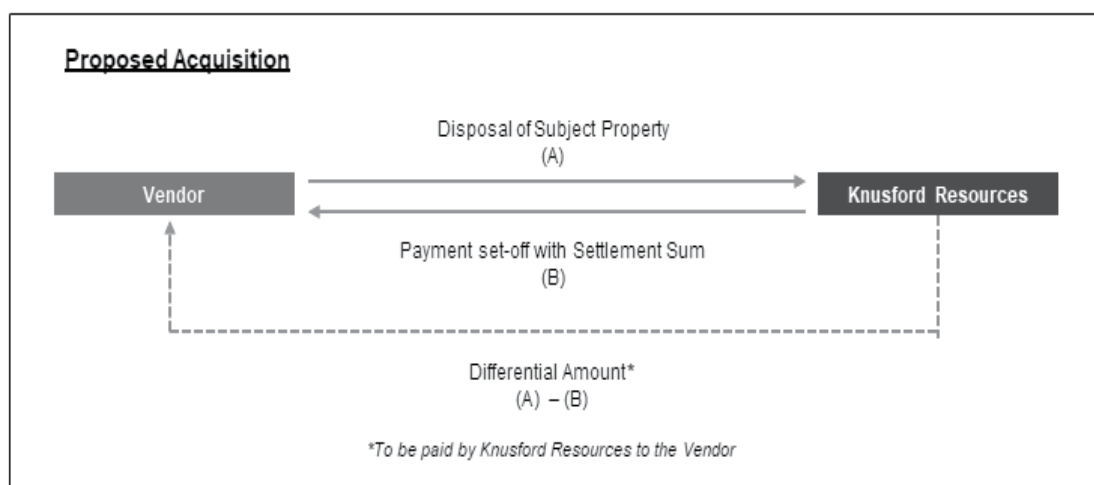 Proposed Acquisition
Disposal of Subject Property
(A)
Vendor
Knusford Resources
Payment set-off with Settlement Sum
(B)
Differential Amount*
(A) – (B)
*To be paid by Knusford Resources to the Vendor